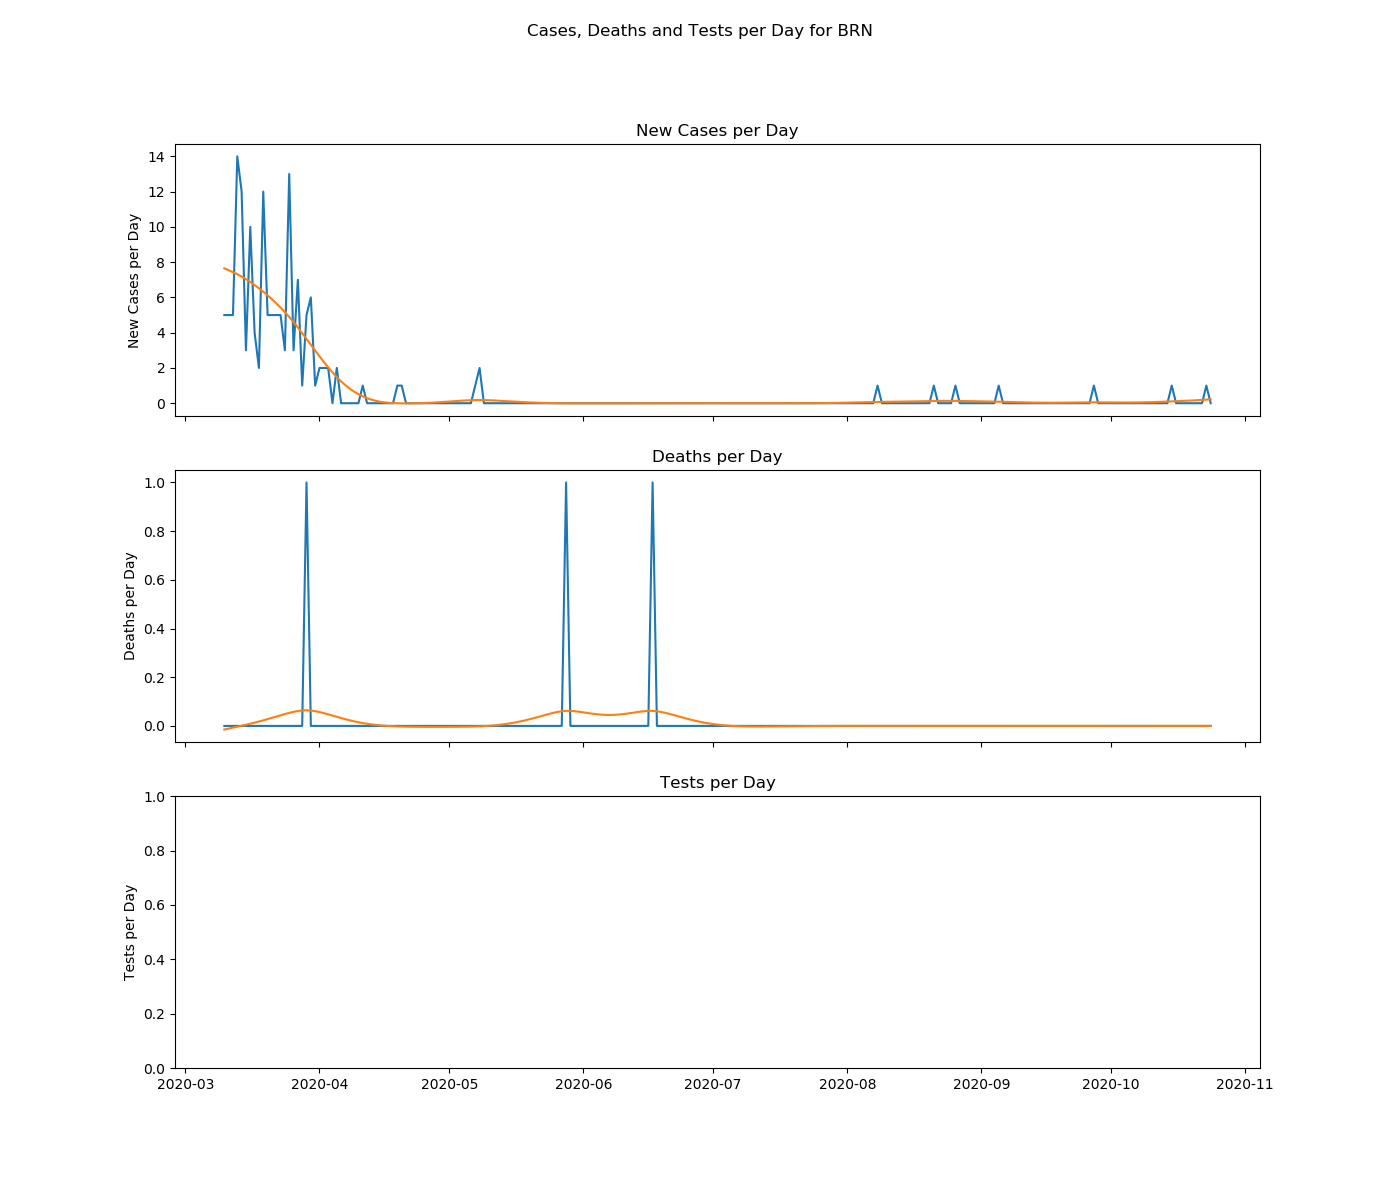 Cases, Deaths and Tests per Day for BRN
New Cases per Day
14
12
10
8
6
4
2
0
New Cases per Day
Deaths per Day
1.0
0.8
0.6
0.4
0.2
0.0
Deaths per Day
Tests per Day
1.0
0.8
0.6
0.4
0.2
0.0
Tests per Day
2020-03 2020-04 2020-05 2020-06 2020-07 2020-08 2020-09 2020-10 2020-11